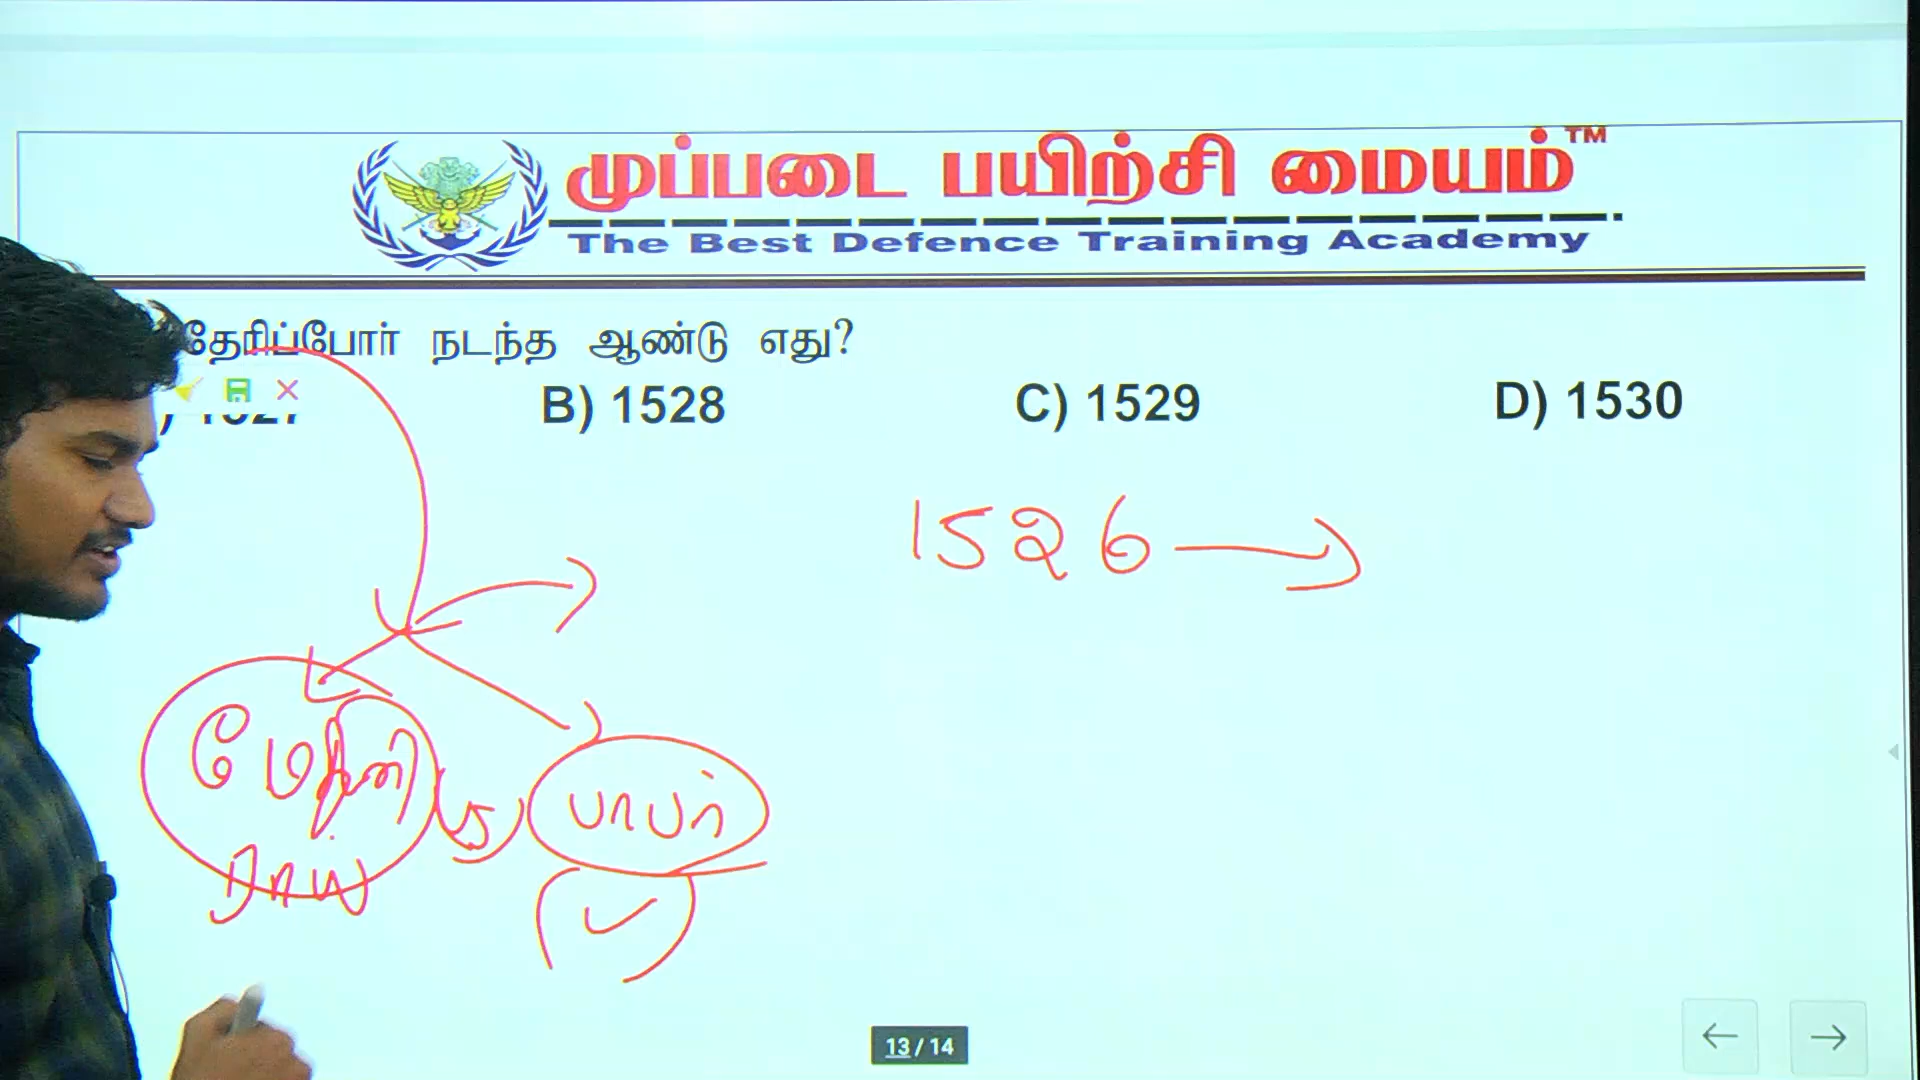 முப்படை பயிற்சி மையம்™
The Best Defence Training Academy
தேரிப்போர் நடந்த ஆண்டு எது?
) 1527
B) 1528
C) 1529
D) 1530
1526
பாபர்
ராய்
13 / 14